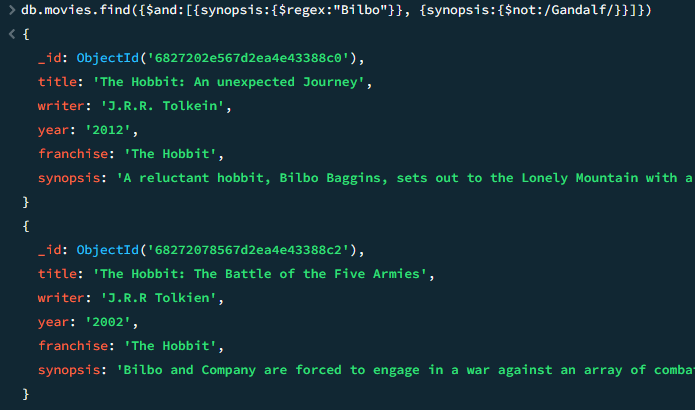 > db.movies.find({$and:[{synopsis:{$regex:"Bilbo"}}, {synopsis:{$not:/Gandalf/}}]})
< {
_id: ObjectId('6827202e567d2ea4e43388c0'),
title: 'The Hobbit: An unexpected Journey',
writer: 'J.R.R. Tolkein',
year: '2012',
franchise: 'The Hobbit',
synopsis: 'A reluctant hobbit, Bilbo Baggins, sets out to the Lonely Mountain with a
}
{
_id: ObjectId('68272078567d2ea4e43388c2'),
title: 'The Hobbit: The Battle of the Five Armies',
writer: 'J.R.R Tolkien',
year: '2002',
franchise: 'The Hobbit',
synopsis: 'Bilbo and Company are forced to engage in a war against an array of
}